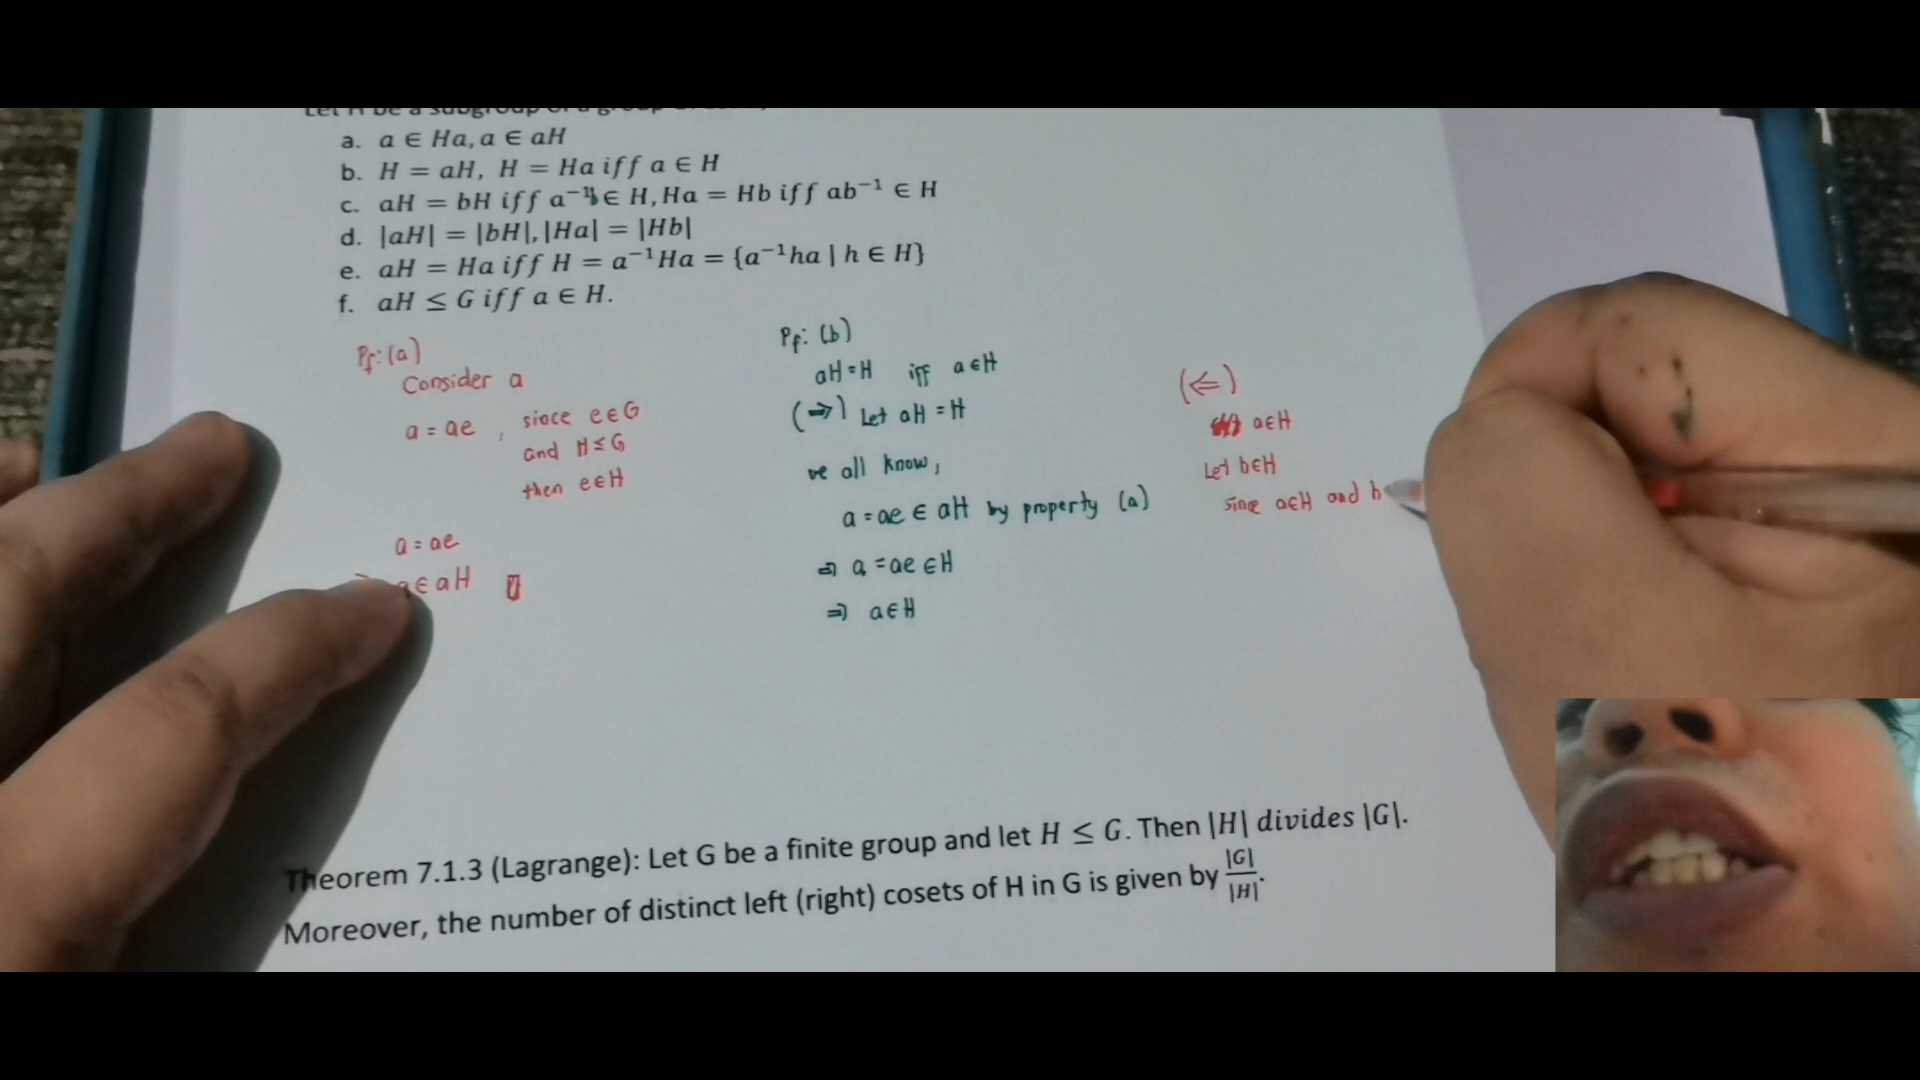 a. a ∈ Ha, a ∈ aH
b. H = aH, H = Ha iff a ∈ H
c. aH = bH iff a⁻¹b ∈ H, Ha = Hb iff ab⁻¹ ∈ H
d. |aH| = |bH|, |Ha| = |Hb|
e. aH = Ha iff H = a⁻¹Ha = {a⁻¹ha | h ∈ H}
f. aH ≤ G iff a ∈ H.
Pf: (a)
Consider a
a = ae , since e∈G
and H ≤ G
then e∈H
a = ae
a∈aH
Pf: (b)
aH = H iff a∈H
(⇒) Let aH = H
we all know,
a = ae ∈ aH by property (a)
⇒ a = ae ∈ H
⇒ a∈H
(⇐)
a∈H
Let b∈H
Since a∈H and b
Theorem 7.1.3 (Lagrange): Let G be a finite group and let H ≤ G. Then |H| divides |G|.
Moreover, the number of distinct left (right) cosets of H in G is given by |G|/|H|.